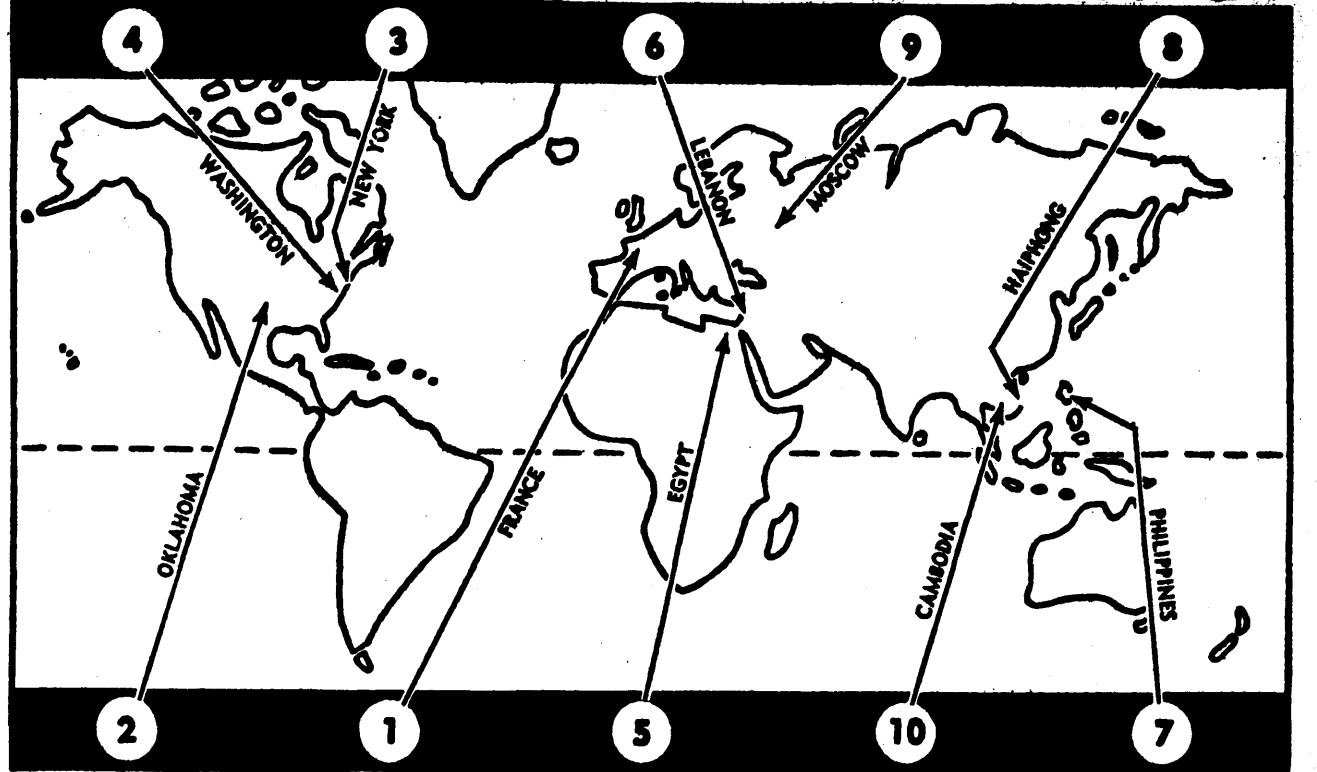 4
3
6
9
8
WASHINGTON
NEW YORK
LEBANON
MOSCOW
HAIPHONG
OKLAHOMA
FRANCE
EGYPT
CAMBODIA
PHILIPPINES
2
1
5
10
7